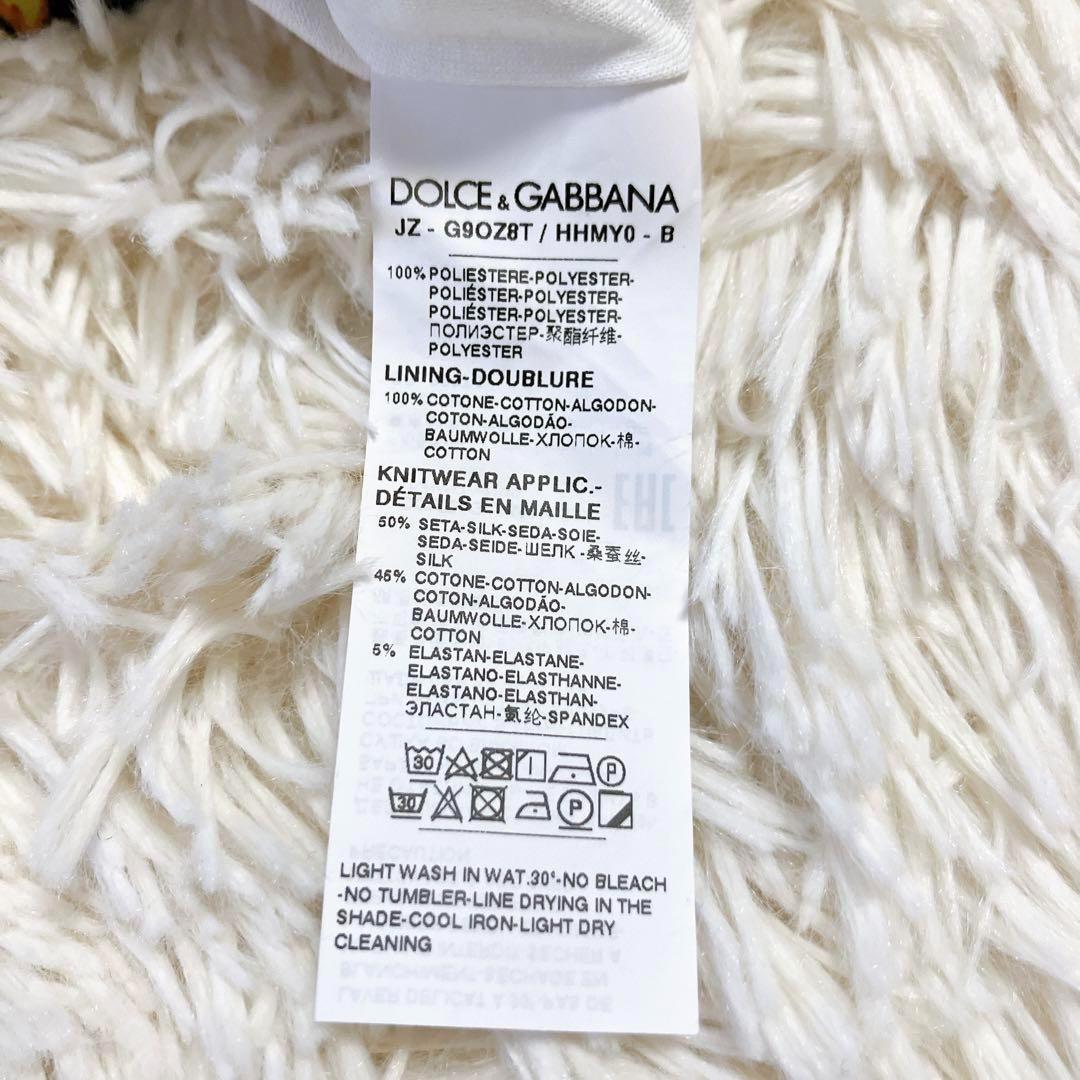 DOLCE & GABBANA
JZ - G9OZ8T / HHMY0 - B
100% POLIESTERE-POLYESTER-
POLIÉSTER-POLYESTER-
POLIÉSTER-POLYESTER-
ПОЛИЭСТЕР-聚酯纤维-
POLYESTER
LINING-DOUBLURE
100% COTONE-COTTON-ALGODON-
COTON-ALGODÃO-
BAUMWOLLE-ХЛОПОК-棉-
COTTON
KNITWEAR APPLIC.-
DÉTAILS EN MAILLE
50% SETA-SILK-SEDA-SOIE-
SEDA-SEIDE-ШЕЛК-桑蚕丝-
SILK
45% COTONE-COTTON-ALGODON-
COTON-ALGODÃO-
BAUMWOLLE-ХЛОПОК-棉-
COTTON
5% ELASTAN-ELASTANE-
ELASTANO-ELASTHANNE-
ELASTANO-ELASTHAN-
ЭЛАСТАН-氨纶-SPANDEX
30 P
30 P
LIGHT WASH IN WAT.30°-NO BLEACH
-NO TUMBLER-LINE DRYING IN THE
SHADE-COOL IRON-LIGHT DRY
CLEANING